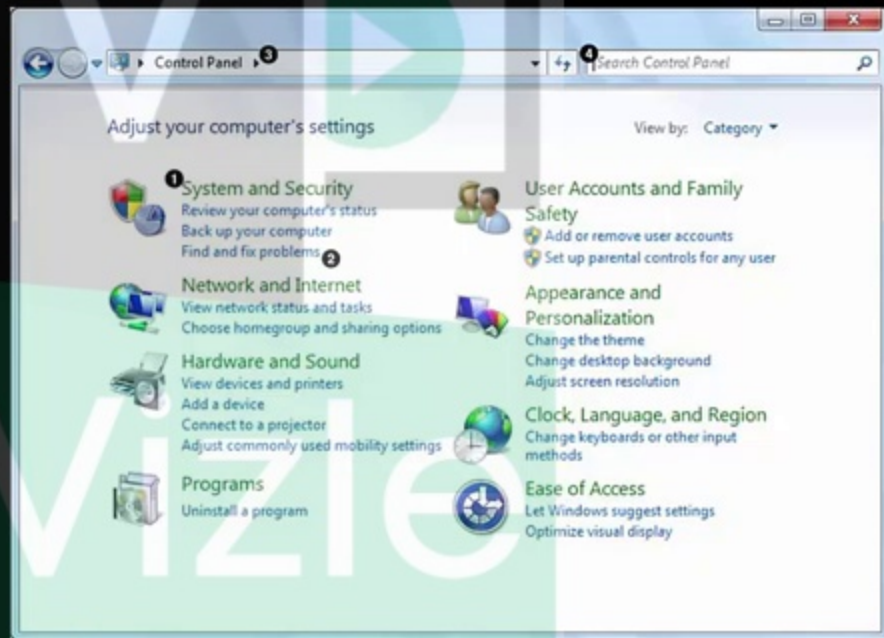 Control Panel ❸
❹ Search Control Panel
Adjust your computer's settings
View by: Category
❶ System and Security
Review your computer's status
Back up your computer
Find and fix problems ❷
Network and Internet
View network status and tasks
Choose homegroup and sharing options
Hardware and Sound
View devices and printers
Add a device
Connect to a projector
Adjust commonly used mobility settings
Programs
Uninstall a program
User Accounts and Family
Safety
Add or remove user accounts
Set up parental controls for any user
Appearance and
Personalization
Change the theme
Change desktop background
Adjust screen resolution
Clock, Language, and Region
Change keyboards or other input
methods
Ease of Access
Let Windows suggest settings
Optimize visual display
Vizle